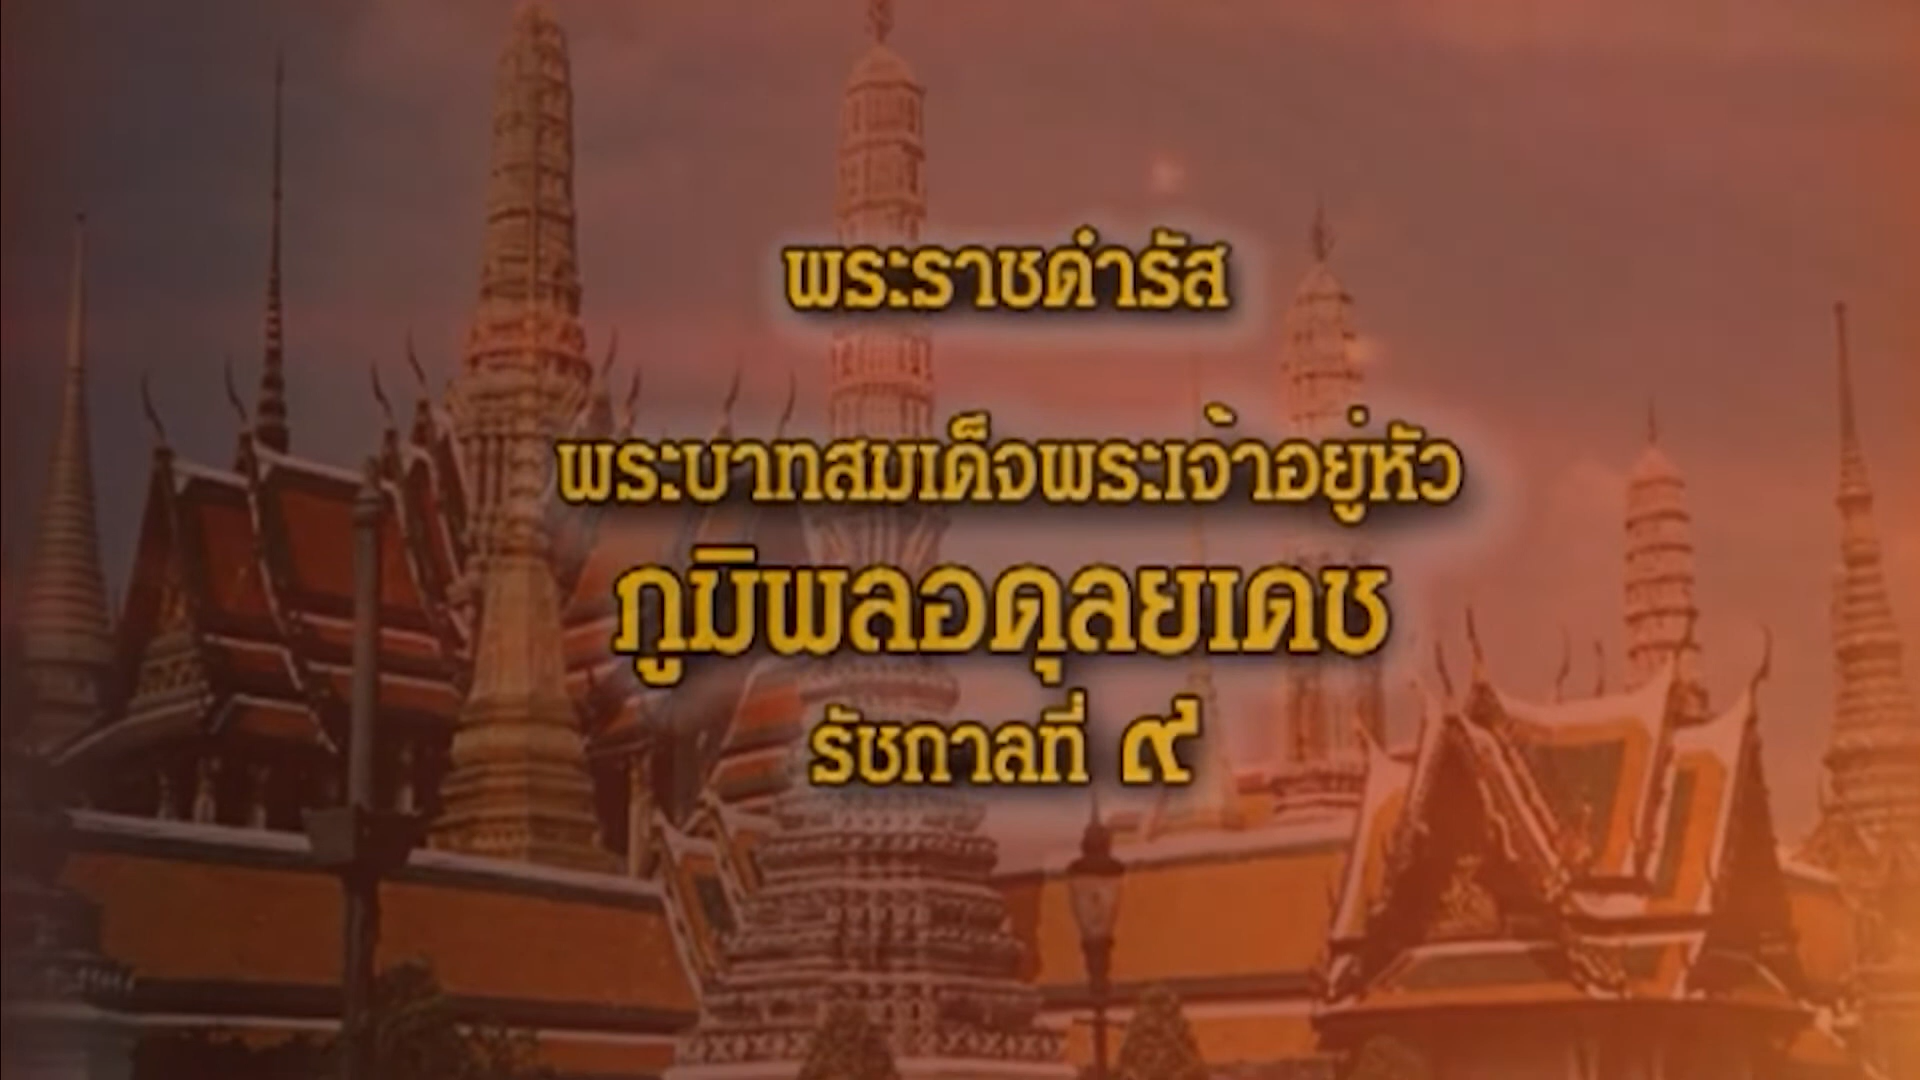 พระราชดำรัส
พระบาทสมเด็จพระเจ้าอยู่หัว
ภูมิพลอดุลยเดช
รัชกาลที่ ๙